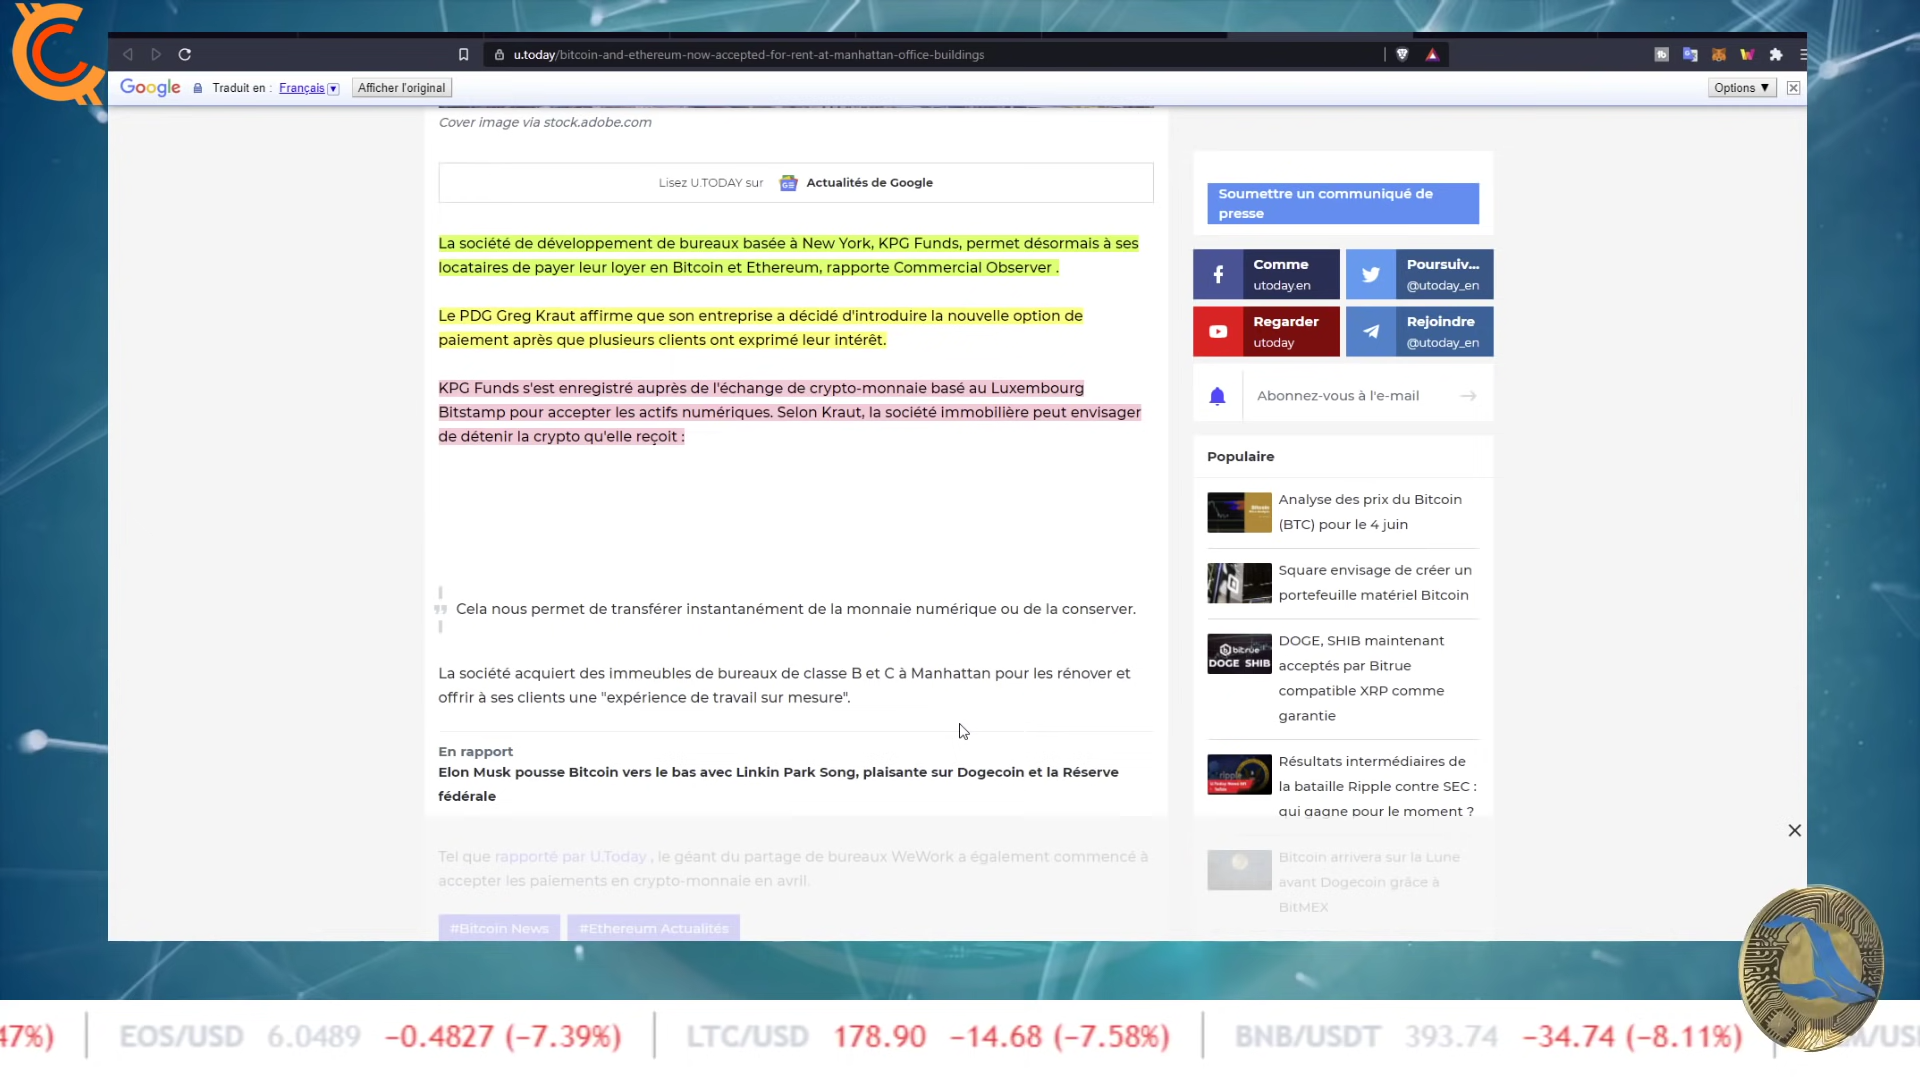 u.today/bitcoin-and-ethereum-now-accepted-for-rent-at-manhattan-office-buildings
Google Traduit en : Français Afficher l'original
Options ▼
Cover image via stock.adobe.com
Lisez U.TODAY sur Actualités de Google
La société de développement de bureaux basée à New York, KPG Funds, permet désormais à ses
locataires de payer leur loyer en Bitcoin et Ethereum, rapporte Commercial Observer .
Le PDG Greg Kraut affirme que son entreprise a décidé d'introduire la nouvelle option de
paiement après que plusieurs clients ont exprimé leur intérêt.
KPG Funds s'est enregistré auprès de l'échange de crypto-monnaie basé au Luxembourg
Bitstamp pour accepter les actifs numériques. Selon Kraut, la société immobilière peut envisager
de détenir la crypto qu'elle reçoit :
Cela nous permet de transférer instantanément de la monnaie numérique ou de la conserver.
La société acquiert des immeubles de bureaux de classe B et C à Manhattan pour les rénover et
offrir à ses clients une "expérience de travail sur mesure".
En rapport
Elon Musk pousse Bitcoin vers le bas avec Linkin Park Song, plaisante sur Dogecoin et la Réserve
fédérale
Tel que rapporté par U.Today , le géant du partage de bureaux WeWork a également commencé à
accepter les paiements en crypto-monnaie en avril.
#Bitcoin News #Ethereum Actualités
Soumettre un communiqué de
presse
Comme
utoday.en
Poursuiv...
@utoday_en
Regarder
utoday
Rejoindre
@utoday_en
Abonnez-vous à l'e-mail
Populaire
Analyse des prix du Bitcoin
(BTC) pour le 4 juin
Square envisage de créer un
portefeuille matériel Bitcoin
bitrue
DOGE SHIB
DOGE, SHIB maintenant
acceptés par Bitrue
compatible XRP comme
garantie
ripple
Résultats intermédiaires de
la bataille Ripple contre SEC :
qui gagne pour le moment ?
Bitcoin arrivera sur la Lune
avant Dogecoin grâce à
BitMEX
47%) EOS/USD 6.0489 −0.4827 (−7.39%) LTC/USD 178.90 −14.68 (−7.58%) BNB/USDT 393.74 −34.74 (−8.11%) M/US